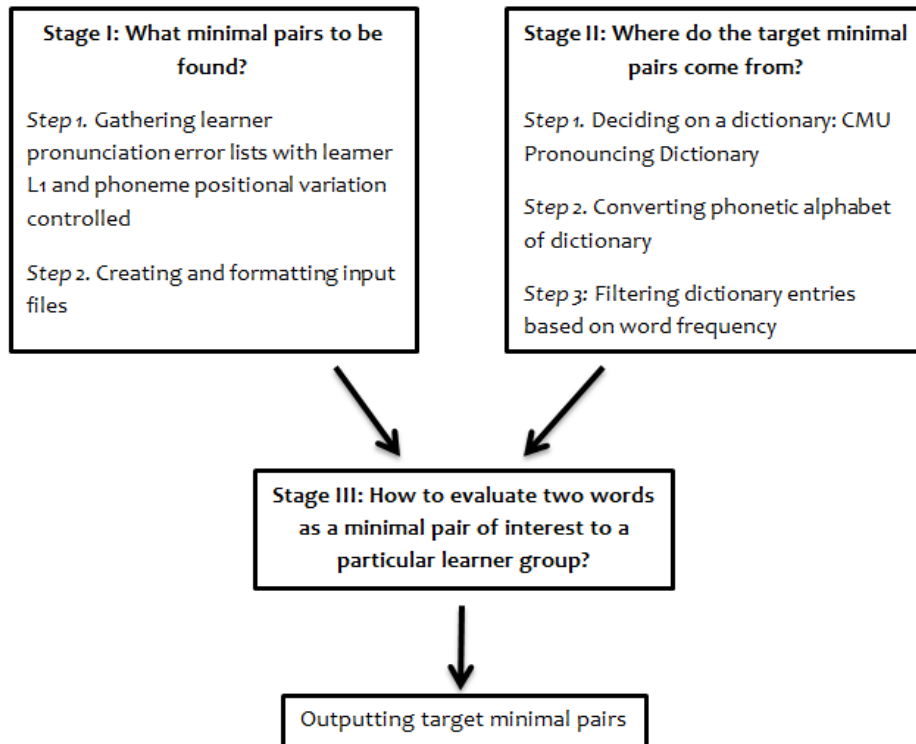 Stage I: What minimal pairs to be
found?
Step 1. Gathering learner
pronunciation error lists with learner
L1 and phoneme positional variation
controlled
Step 2. Creating and formatting input
files
Stage II: Where do the target minimal
pairs come from?
Step 1. Deciding on a dictionary: CMU
Pronouncing Dictionary
Step 2. Converting phonetic alphabet
of dictionary
Step 3: Filtering dictionary entries
based on word frequency
Stage III: How to evaluate two words
as a minimal pair of interest to a
particular learner group?
Outputting target minimal pairs